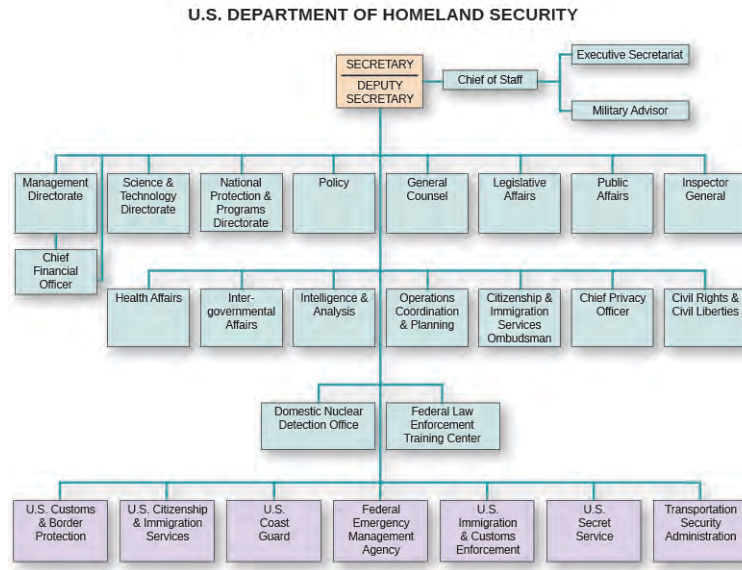 U.S. DEPARTMENT OF HOMELAND SECURITY
SECRETARY
DEPUTY
SECRETARY
Chief of Staff
Executive Secretariat
Military Advisor
Management
Directorate
Science &
Technology
Directorate
National
Protection &
Programs
Directorate
Policy
General
Counsel
Legislative
Affairs
Public
Affairs
Inspector
General
Chief
Financial
Officer
Health Affairs
Inter-
governmental
Affairs
Intelligence &
Analysis
Operations
Coordination
& Planning
Citizenship &
Immigration
Services
Ombudsman
Chief Privacy
Officer
Civil Rights &
Civil Liberties
Domestic Nuclear
Detection Office
Federal Law
Enforcement
Training Center
U.S. Customs
& Border
Protection
U.S. Citizenship
& Immigration
Services
U.S.
Coast
Guard
Federal
Emergency
Management
Agency
U.S.
Immigration
& Customs
Enforcement
U.S.
Secret
Service
Transportation
Security
Administration